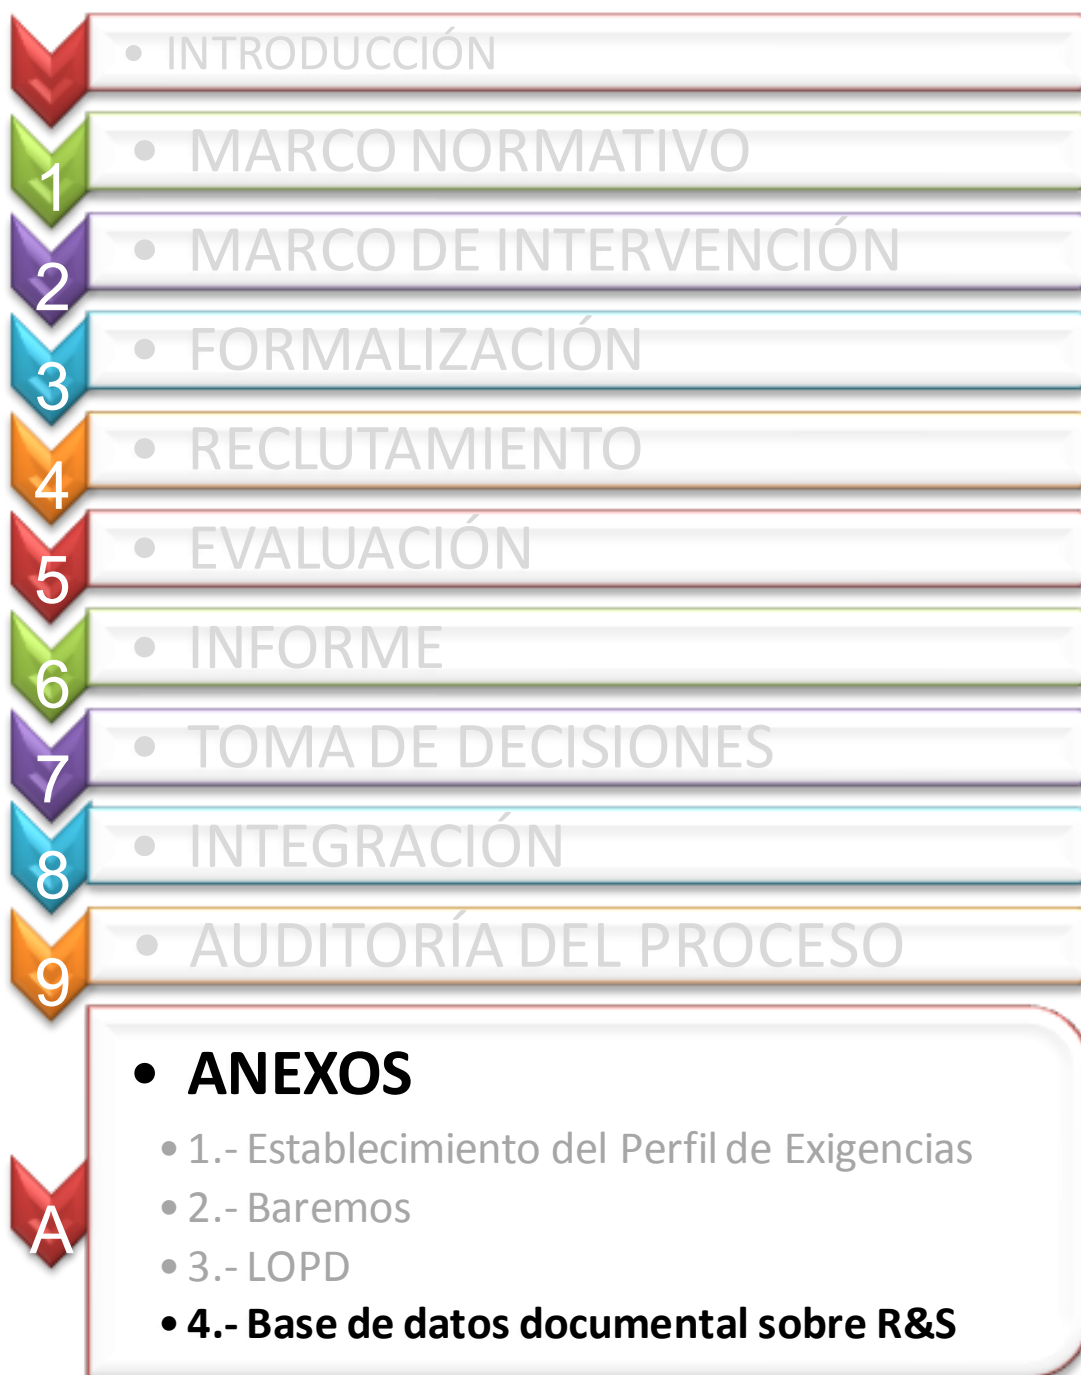 • INTRODUCCIÓN
1 • MARCO NORMATIVO
2 • MARCO DE INTERVENCIÓN
3 • FORMALIZACIÓN
4 • RECLUTAMIENTO
5 • EVALUACIÓN
6 • INFORME
7 • TOMA DE DECISIONES
8 • INTEGRACIÓN
9 • AUDITORÍA DEL PROCESO
A • ANEXOS
• 1.- Establecimiento del Perfil de Exigencias
• 2.- Baremos
• 3.- LOPD
• 4.- Base de datos documental sobre R&S